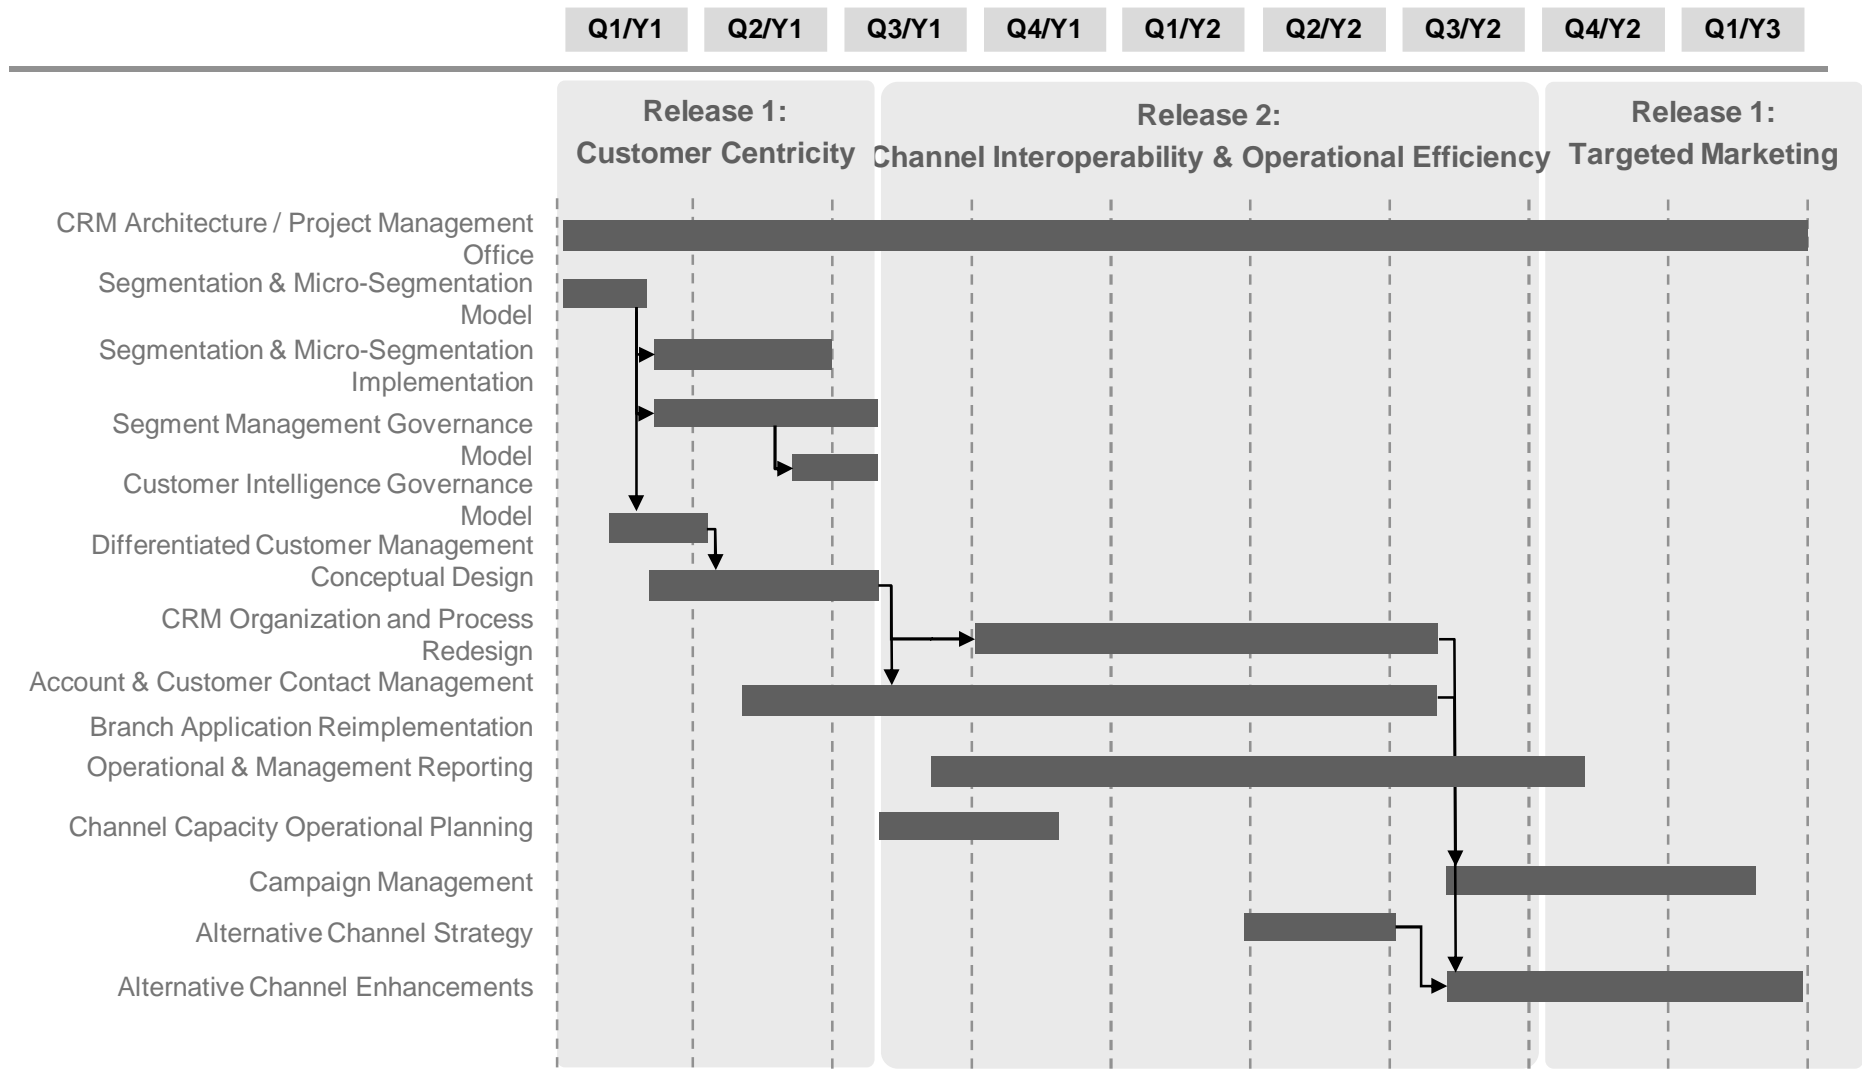 Q1/Y1 Q2/Y1 Q3/Y1 Q4/Y1 Q1/Y2 Q2/Y2 Q3/Y2 Q4/Y2 Q1/Y3
Release 1:
Customer Centricity
Release 2:
Channel Interoperability & Operational Efficiency
Release 1:
Targeted Marketing
CRM Architecture / Project Management
Office
Segmentation & Micro-Segmentation
Model
Segmentation & Micro-Segmentation
Implementation
Segment Management Governance
Model
Customer Intelligence Governance
Model
Differentiated Customer Management
Conceptual Design
CRM Organization and Process
Redesign
Account & Customer Contact Management
Branch Application Reimplementation
Operational & Management Reporting
Channel Capacity Operational Planning
Campaign Management
Alternative Channel Strategy
Alternative Channel Enhancements